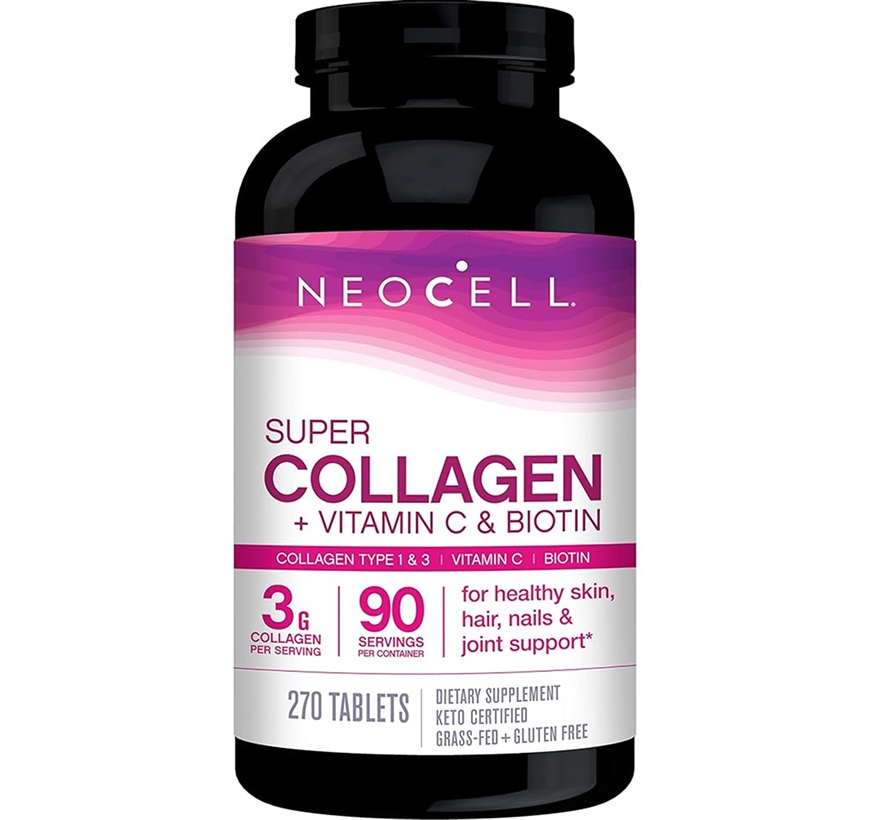 NEOCELL.
SUPER
COLLAGEN
+ VITAMIN C & BIOTIN
COLLAGEN TYPE 1 & 3 | VITAMIN C | BIOTIN
3G
COLLAGEN
PER SERVING
90
SERVINGS
PER CONTAINER
for healthy skin,
hair, nails &
joint support*
270 TABLETS
DIETARY SUPPLEMENT
KETO CERTIFIED
GRASS-FED + GLUTEN FREE